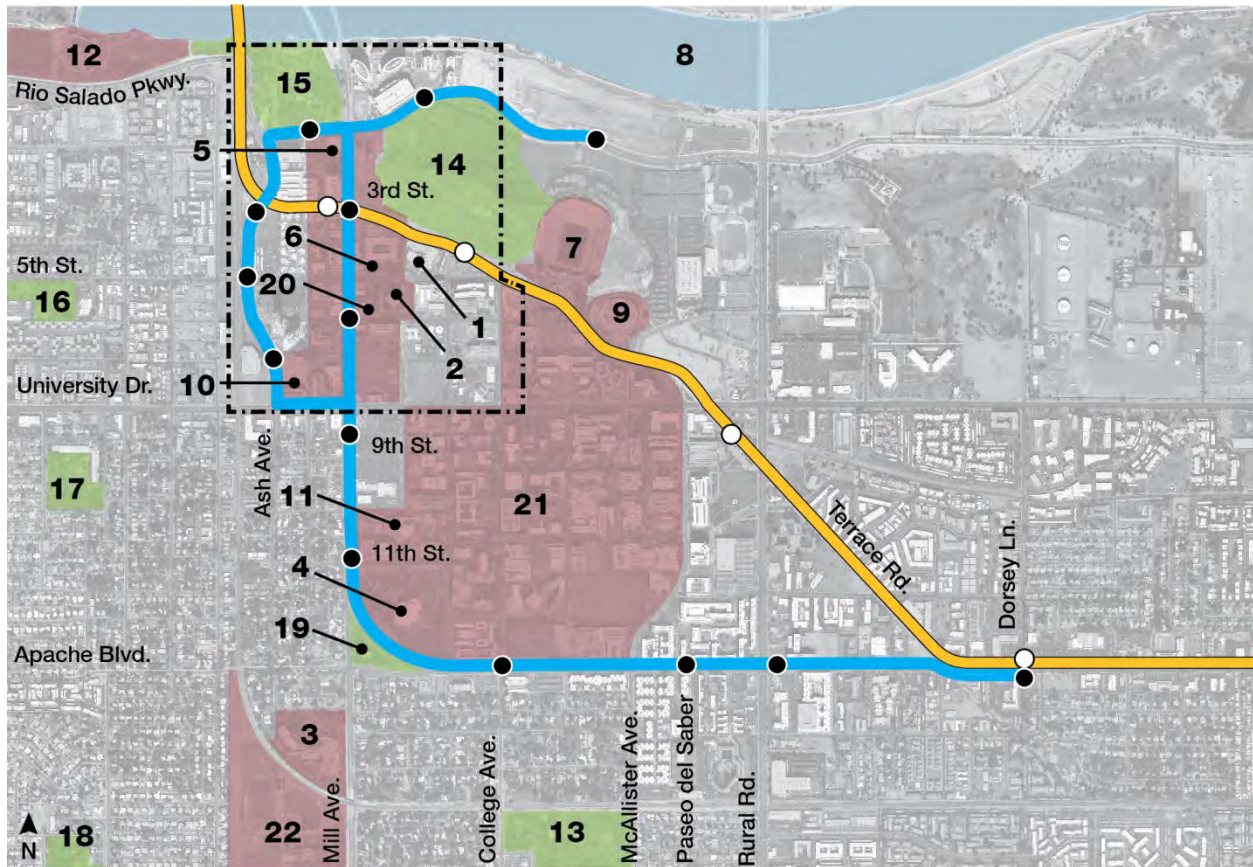 12
8
Rio Salado Pkwy.
15
5
14
3rd St.
6
7
5th St.
16
20
1
9
2
University Dr.
10
Ash Ave.
9th St.
17
11
21
11th St.
Terrace Rd.
4
Dorsey Ln.
19
Apache Blvd.
3
Mill Ave.
College Ave.
McAllister Ave.
Paseo del Saber
Rural Rd.
N
18
22
13